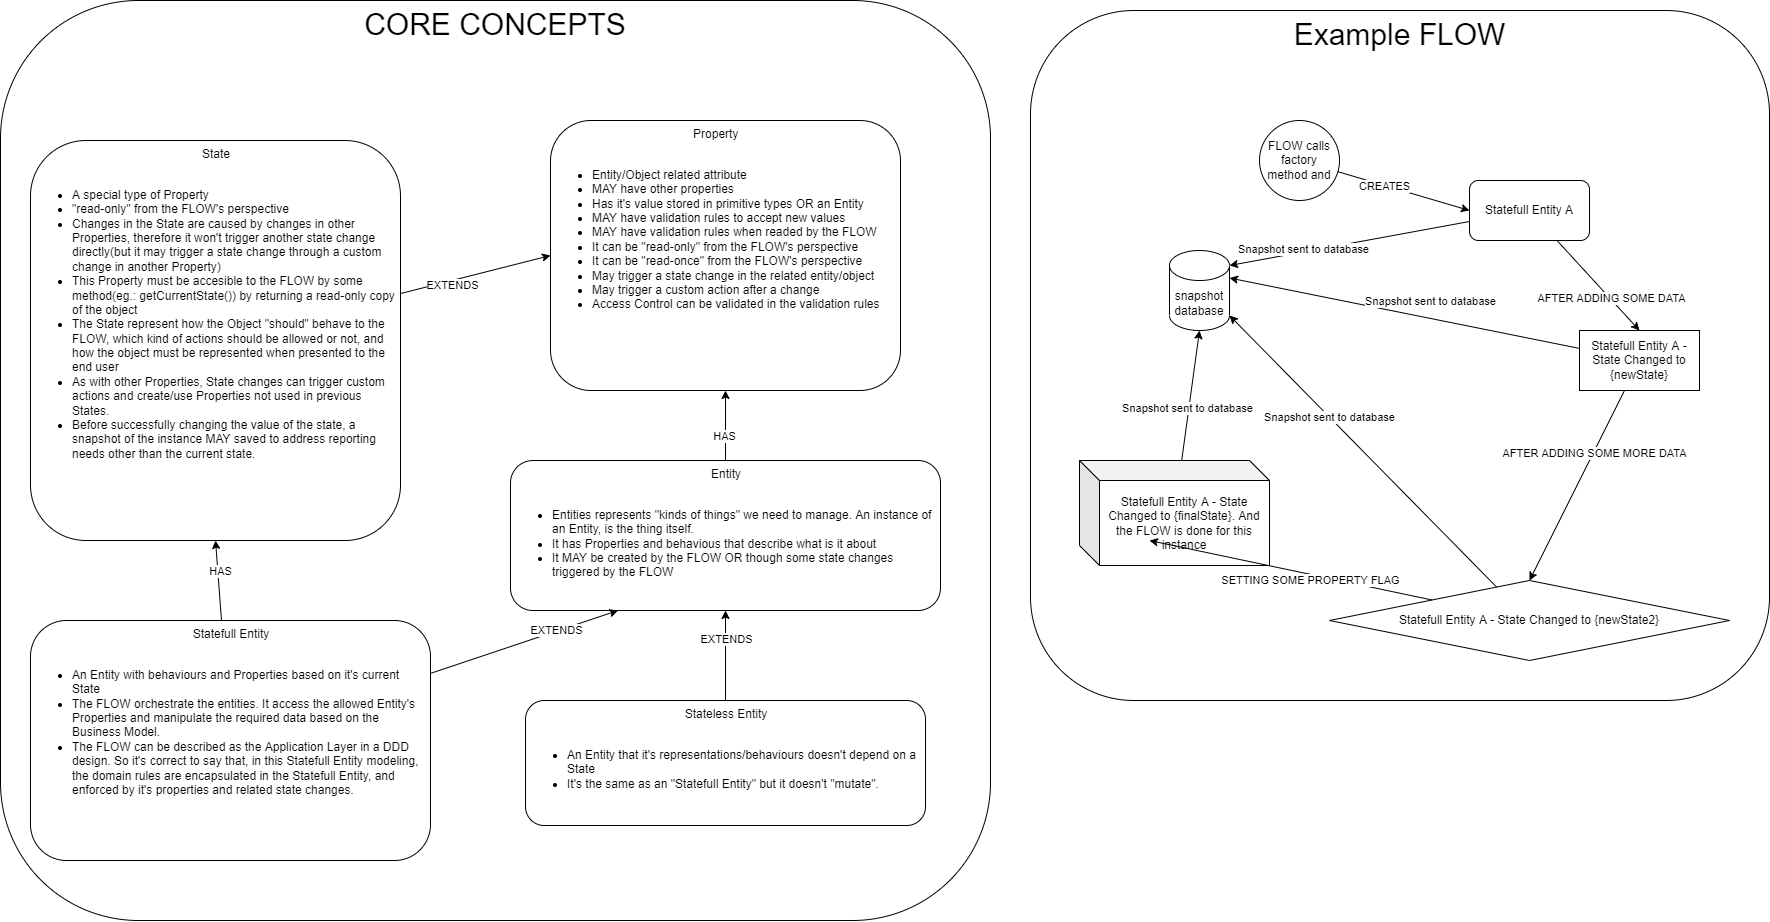 CORE CONCEPTS
State
A special type of Property
"read-only" from the FLOW's perspective
Changes in the State are caused by changes in other
Properties, therefore it won't trigger another state change
directly(but it may trigger a state change through a custom
change in another Property)
This Property must be accesible to the FLOW by some
method(eg.: getCurrentState()) by returning a read-only copy
of the object
The State represent how the Object "should" behave to the
FLOW, which kind of actions should be allowed or not, and
how the object must be represented when presented to the
end user
As with other Properties, State changes can trigger custom
actions and create/use Properties not used in previous
States.
Before successfully changing the value of the state, a
snapshot of the instance MAY saved to address reporting
needs other than the current state.
EXTENDS
Property
Entity/Object related attribute
MAY have other properties
Has it's value stored in primitive types OR an Entity
MAY have validation rules to accept new values
MAY have validation rules when readed by the FLOW
It can be "read-only" from the FLOW's perspective
It can be "read-once" from the FLOW's perspective
May trigger a state change in the related entity/object
May trigger a custom action after a change
Access Control can be validated in the validation rules
HAS
Entity
Entities represents "kinds of things" we need to manage. An instance of
an Entity, is the thing itself.
It has Properties and behavious that describe what is it about
It MAY be created by the FLOW OR though some state changes
triggered by the FLOW
HAS
EXTENDS
EXTENDS
Statefull Entity
An Entity with behaviours and Properties based on it's current
State
The FLOW orchestrate the entities. It access the allowed Entity's
Properties and manipulate the required data based on the
Business Model.
The FLOW can be described as the Application Layer in a DDD
design. So it's correct to say that, in this Statefull Entity modeling,
the domain rules are encapsulated in the Statefull Entity, and
enforced by it's properties and related state changes.
Stateless Entity
An Entity that it's representations/behaviours doesn't depend on a
State
It's the same as an "Statefull Entity" but it doesn't "mutate".
Example FLOW
FLOW calls
factory
method and
CREATES
Statefull Entity A
Snapshot sent to database
snapshot
database
AFTER ADDING SOME DATA
Snapshot sent to database
Statefull Entity A -
State Changed to
{newState}
Snapshot sent to database
Snapshot sent to database
AFTER ADDING SOME MORE DATA
Statefull Entity A - State
Changed to {finalState}. And
the FLOW is done for this
instance
SETTING SOME PROPERTY FLAG
Statefull Entity A - State Changed to {newState2}